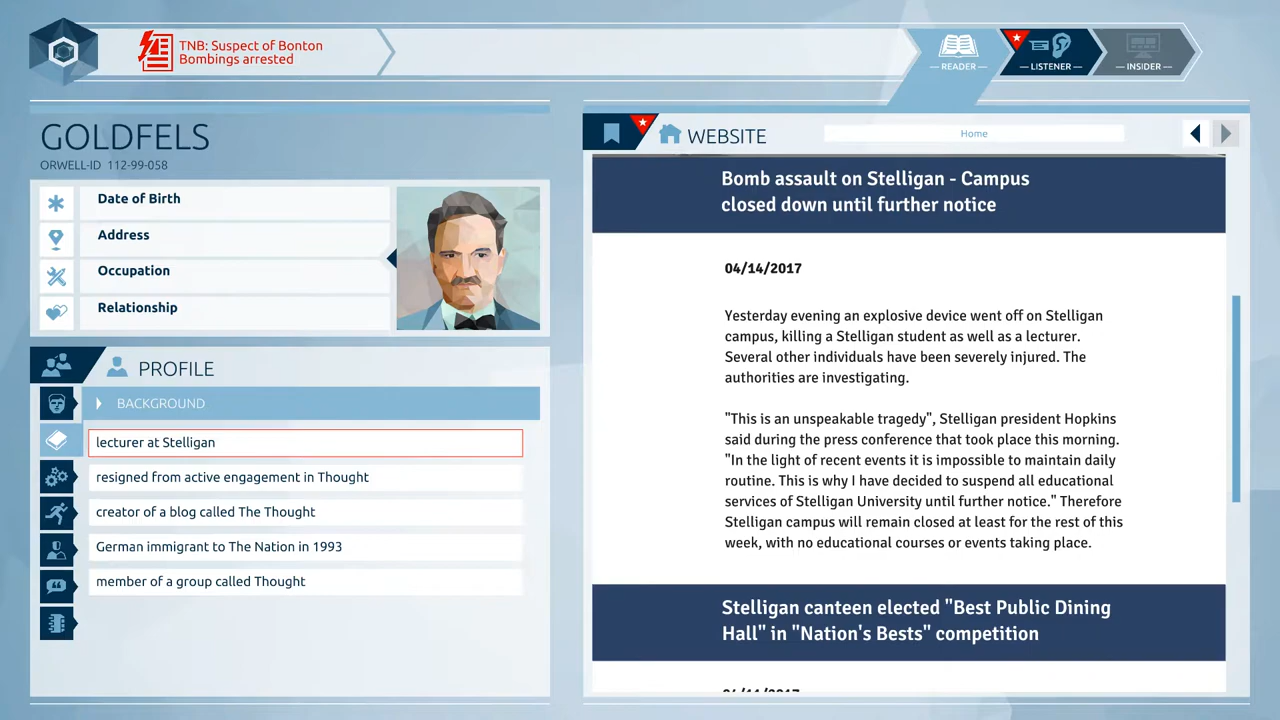 TNB: Suspect of Bonton
Bombings arrested
— READER —
— LISTENER —
— INSIDER —
GOLDFELS
ORWELL-ID 112-99-058
Date of Birth
Address
Occupation
Relationship
PROFILE
BACKGROUND
lecturer at Stelligan
resigned from active engagement in Thought
creator of a blog called The Thought
German immigrant to The Nation in 1993
member of a group called Thought
WEBSITE
Home
Bomb assault on Stelligan - Campus
closed down until further notice
04/14/2017
Yesterday evening an explosive device went off on Stelligan
campus, killing a Stelligan student as well as a lecturer.
Several other individuals have been severely injured. The
authorities are investigating.
"This is an unspeakable tragedy", Stelligan president Hopkins
said during the press conference that took place this morning.
"In the light of recent events it is impossible to maintain daily
routine. This is why I have decided to suspend all educational
services of Stelligan University until further notice." Therefore
Stelligan campus will remain closed at least for the rest of this
week, with no educational courses or events taking place.
Stelligan canteen elected "Best Public Dining
Hall" in "Nation's Bests" competition